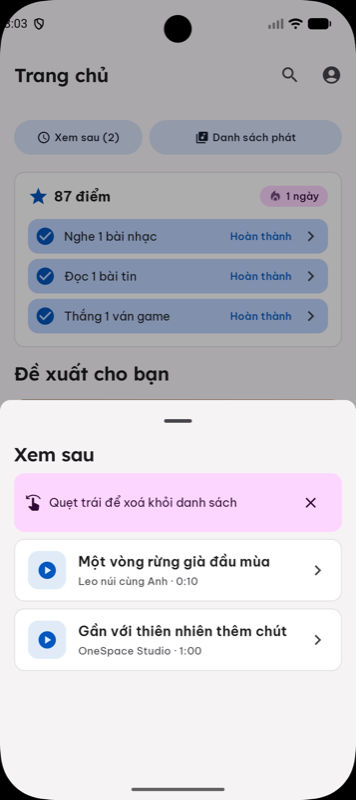 3:03
Trang chủ
Xem sau (2)
Danh sách phát
87 điểm
1 ngày
Nghe 1 bài nhạc
Hoàn thành
Đọc 1 bài tin
Hoàn thành
Thắng 1 ván game
Hoàn thành
Đề xuất cho bạn
Xem sau
Quẹt trái để xoá khỏi danh sách
Một vòng rừng già đầu mùa
Leo núi cùng Anh · 0:10
Gần với thiên nhiên thêm chút
OneSpace Studio · 1:00